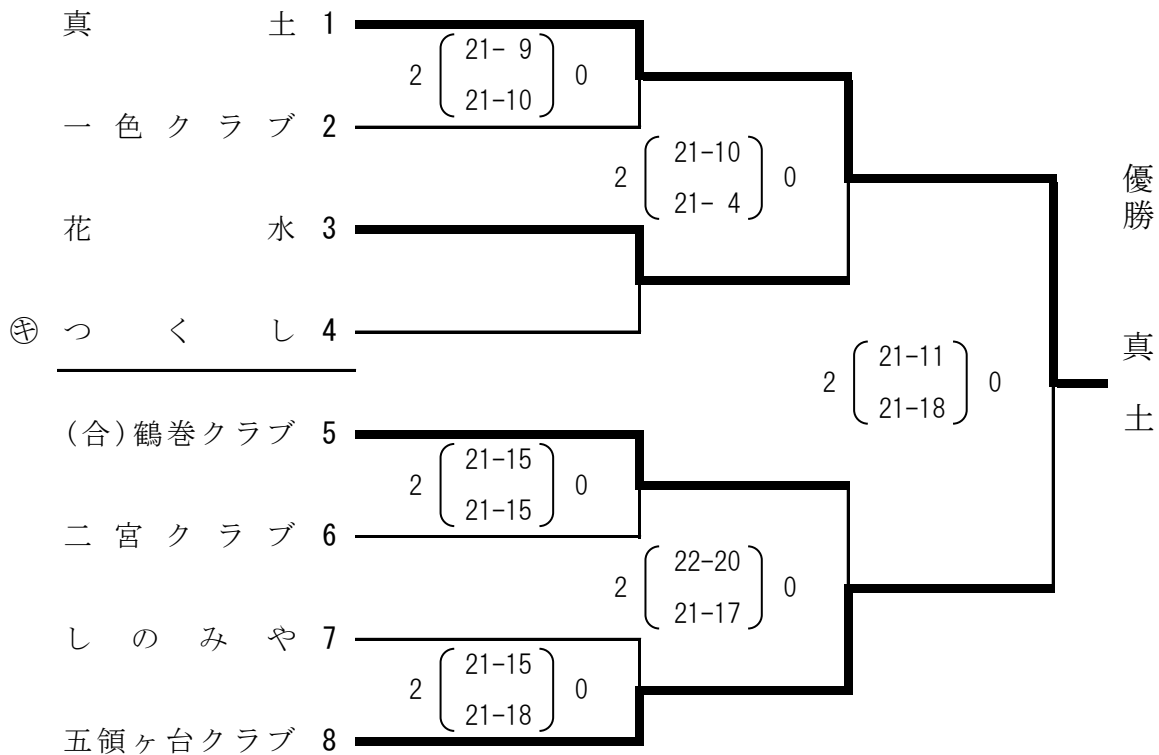 真土 1
2 21- 9 0
21-10
一色クラブ 2
2 21-10 0
21- 4
花水 3
㋖ つくし 4
(合)鶴巻クラブ 5
2 21-15 0
21-15
二宮クラブ 6
2 22-20 0
21-17
しのみや 7
2 21-15 0
21-18
五領ヶ台クラブ 8
2 21-11 0
21-18
優勝
真土